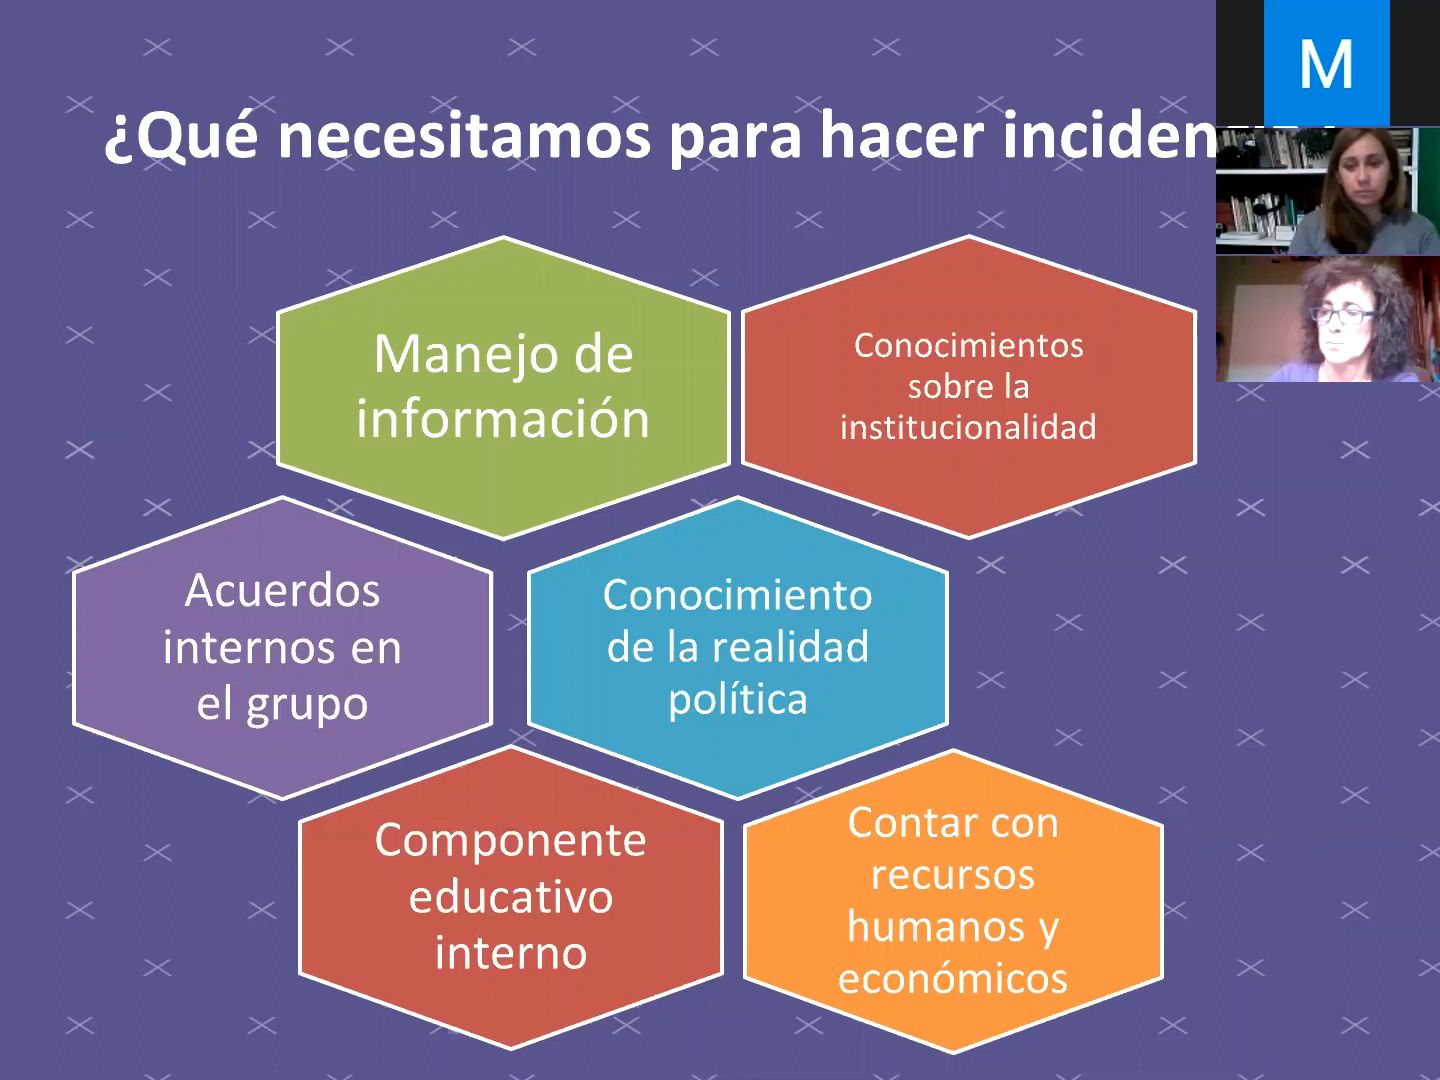 ¿Qué necesitamos para hacer inciden
M
Manejo de
información
Conocimientos
sobre la
institucionalidad
Acuerdos
internos en
el grupo
Conocimiento
de la realidad
política
Componente
educativo
interno
Contar con
recursos
humanos y
económicos